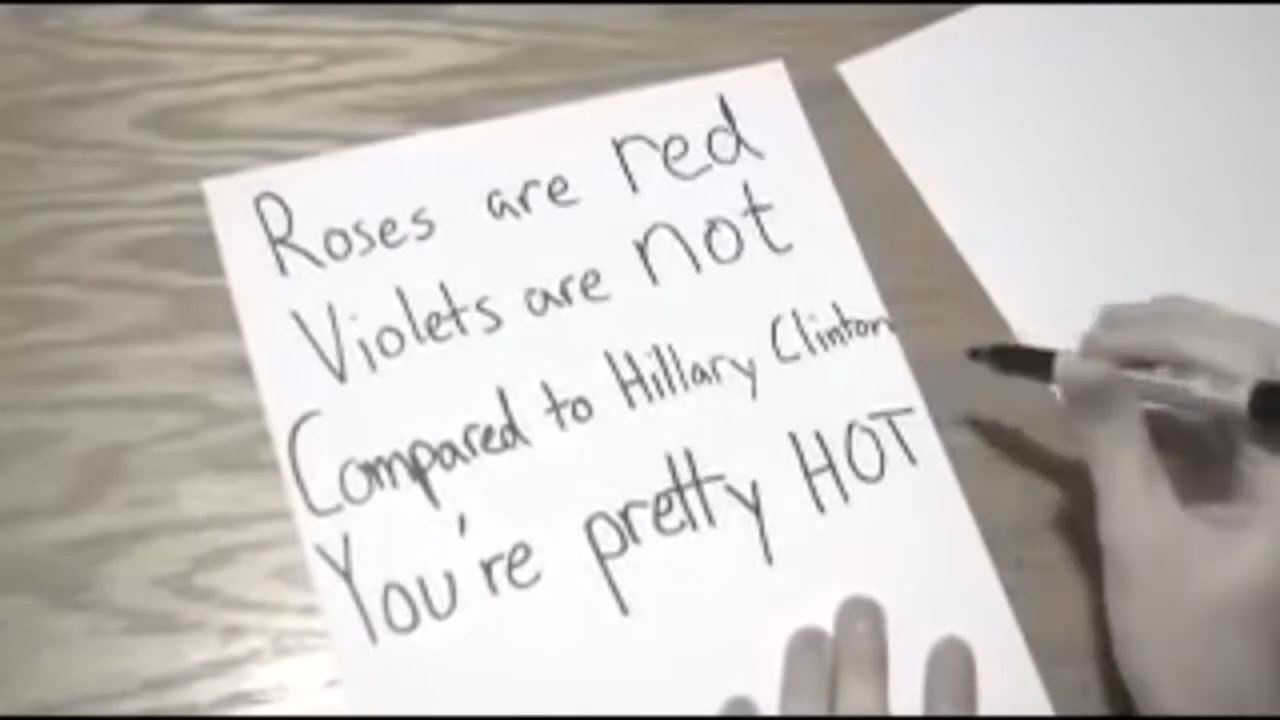 Roses are red
Violets are not
Compared to Hillary Clinton
You're pretty HOT